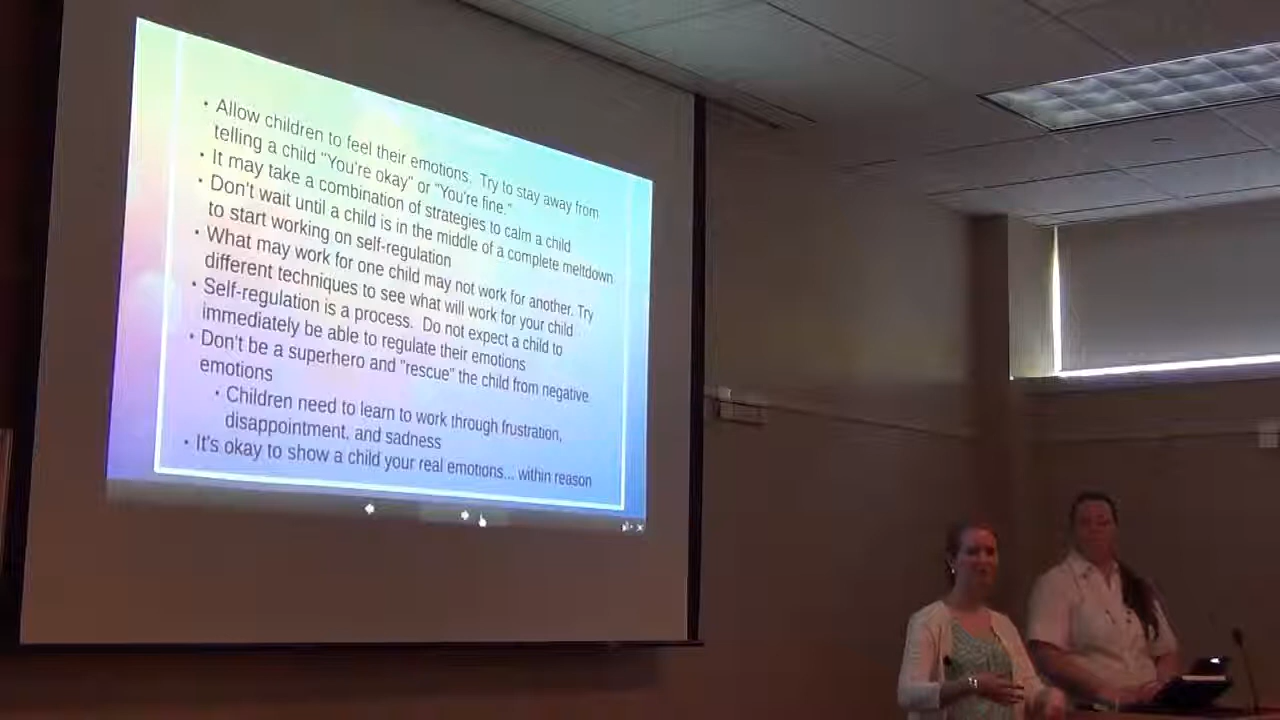 • Allow children to feel their emotions.  Try to stay away from
telling a child "You're okay" or "You're fine."
• It may take a combination of strategies to calm a child
• Don't wait until a child is in the middle of a complete meltdown
to start working on self-regulation
• What may work for one child may not work for another. Try
different techniques to see what will work for your child
• Self-regulation is a process.  Do not expect a child to
immediately be able to regulate their emotions
• Don't be a superhero and "rescue" the child from negative
emotions
• Children need to learn to work through frustration,
disappointment, and sadness
• It's okay to show a child your real emotions... within reason